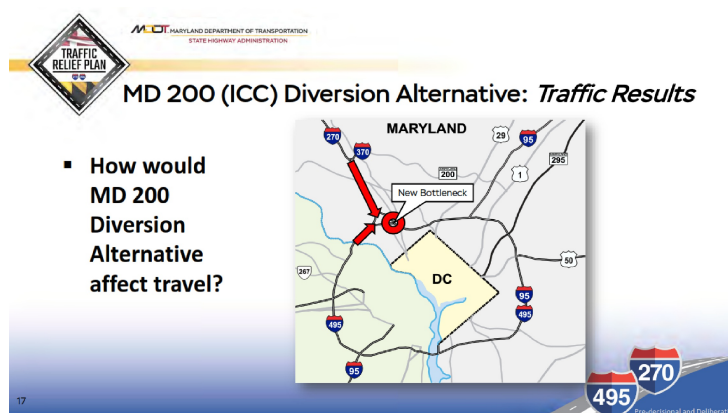 MDOT MARYLAND DEPARTMENT OF TRANSPORTATION
STATE HIGHWAY ADMINISTRATION
TRAFFIC
RELIEF PLAN
MD 200 (ICC) Diversion Alternative: Traffic Results
▪ How would
MD 200
Diversion
Alternative
affect travel?
MARYLAND
270
29
95
370
295
200
1
New Bottleneck
50
267
DC
95
495
495
95
270
495
17
Pre-decisional and Deliberat